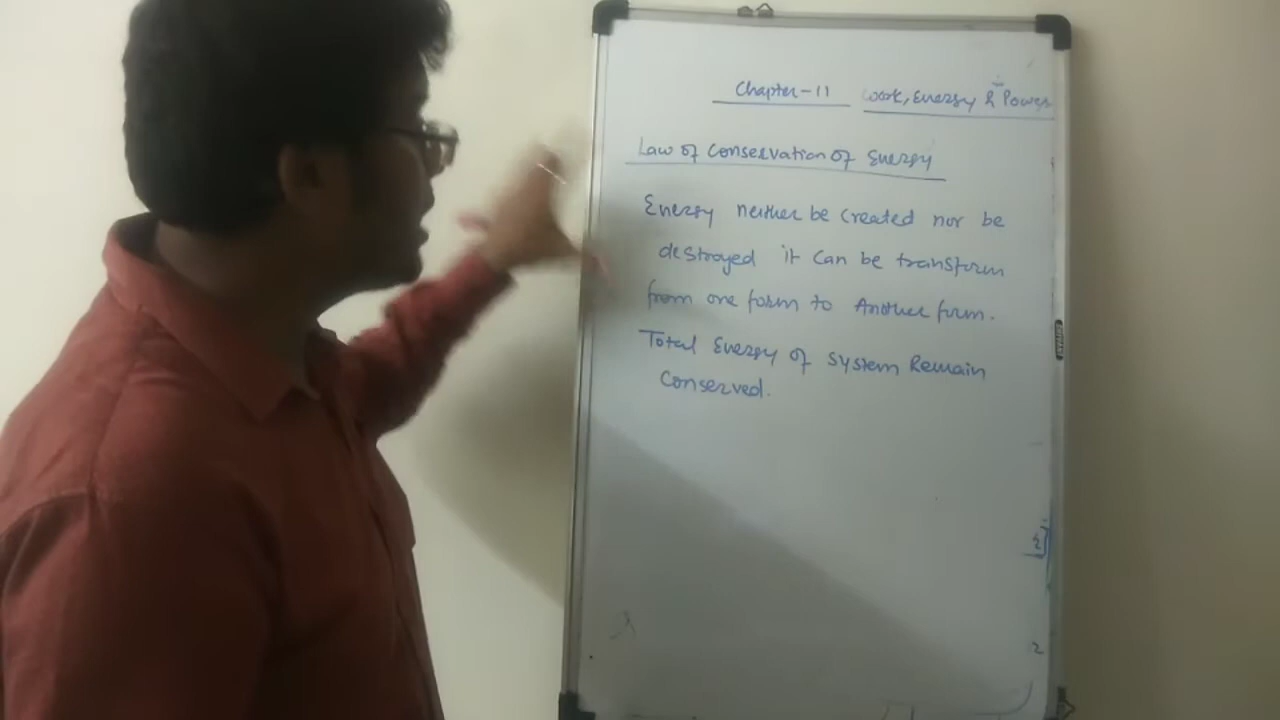 Chapter-11 Work, Energy & Power
Law of Conservation of Energy
Energy neither be created nor be
destroyed it can be transform
from one form to Another form.
Total Energy of system Remain
Conserved.
2